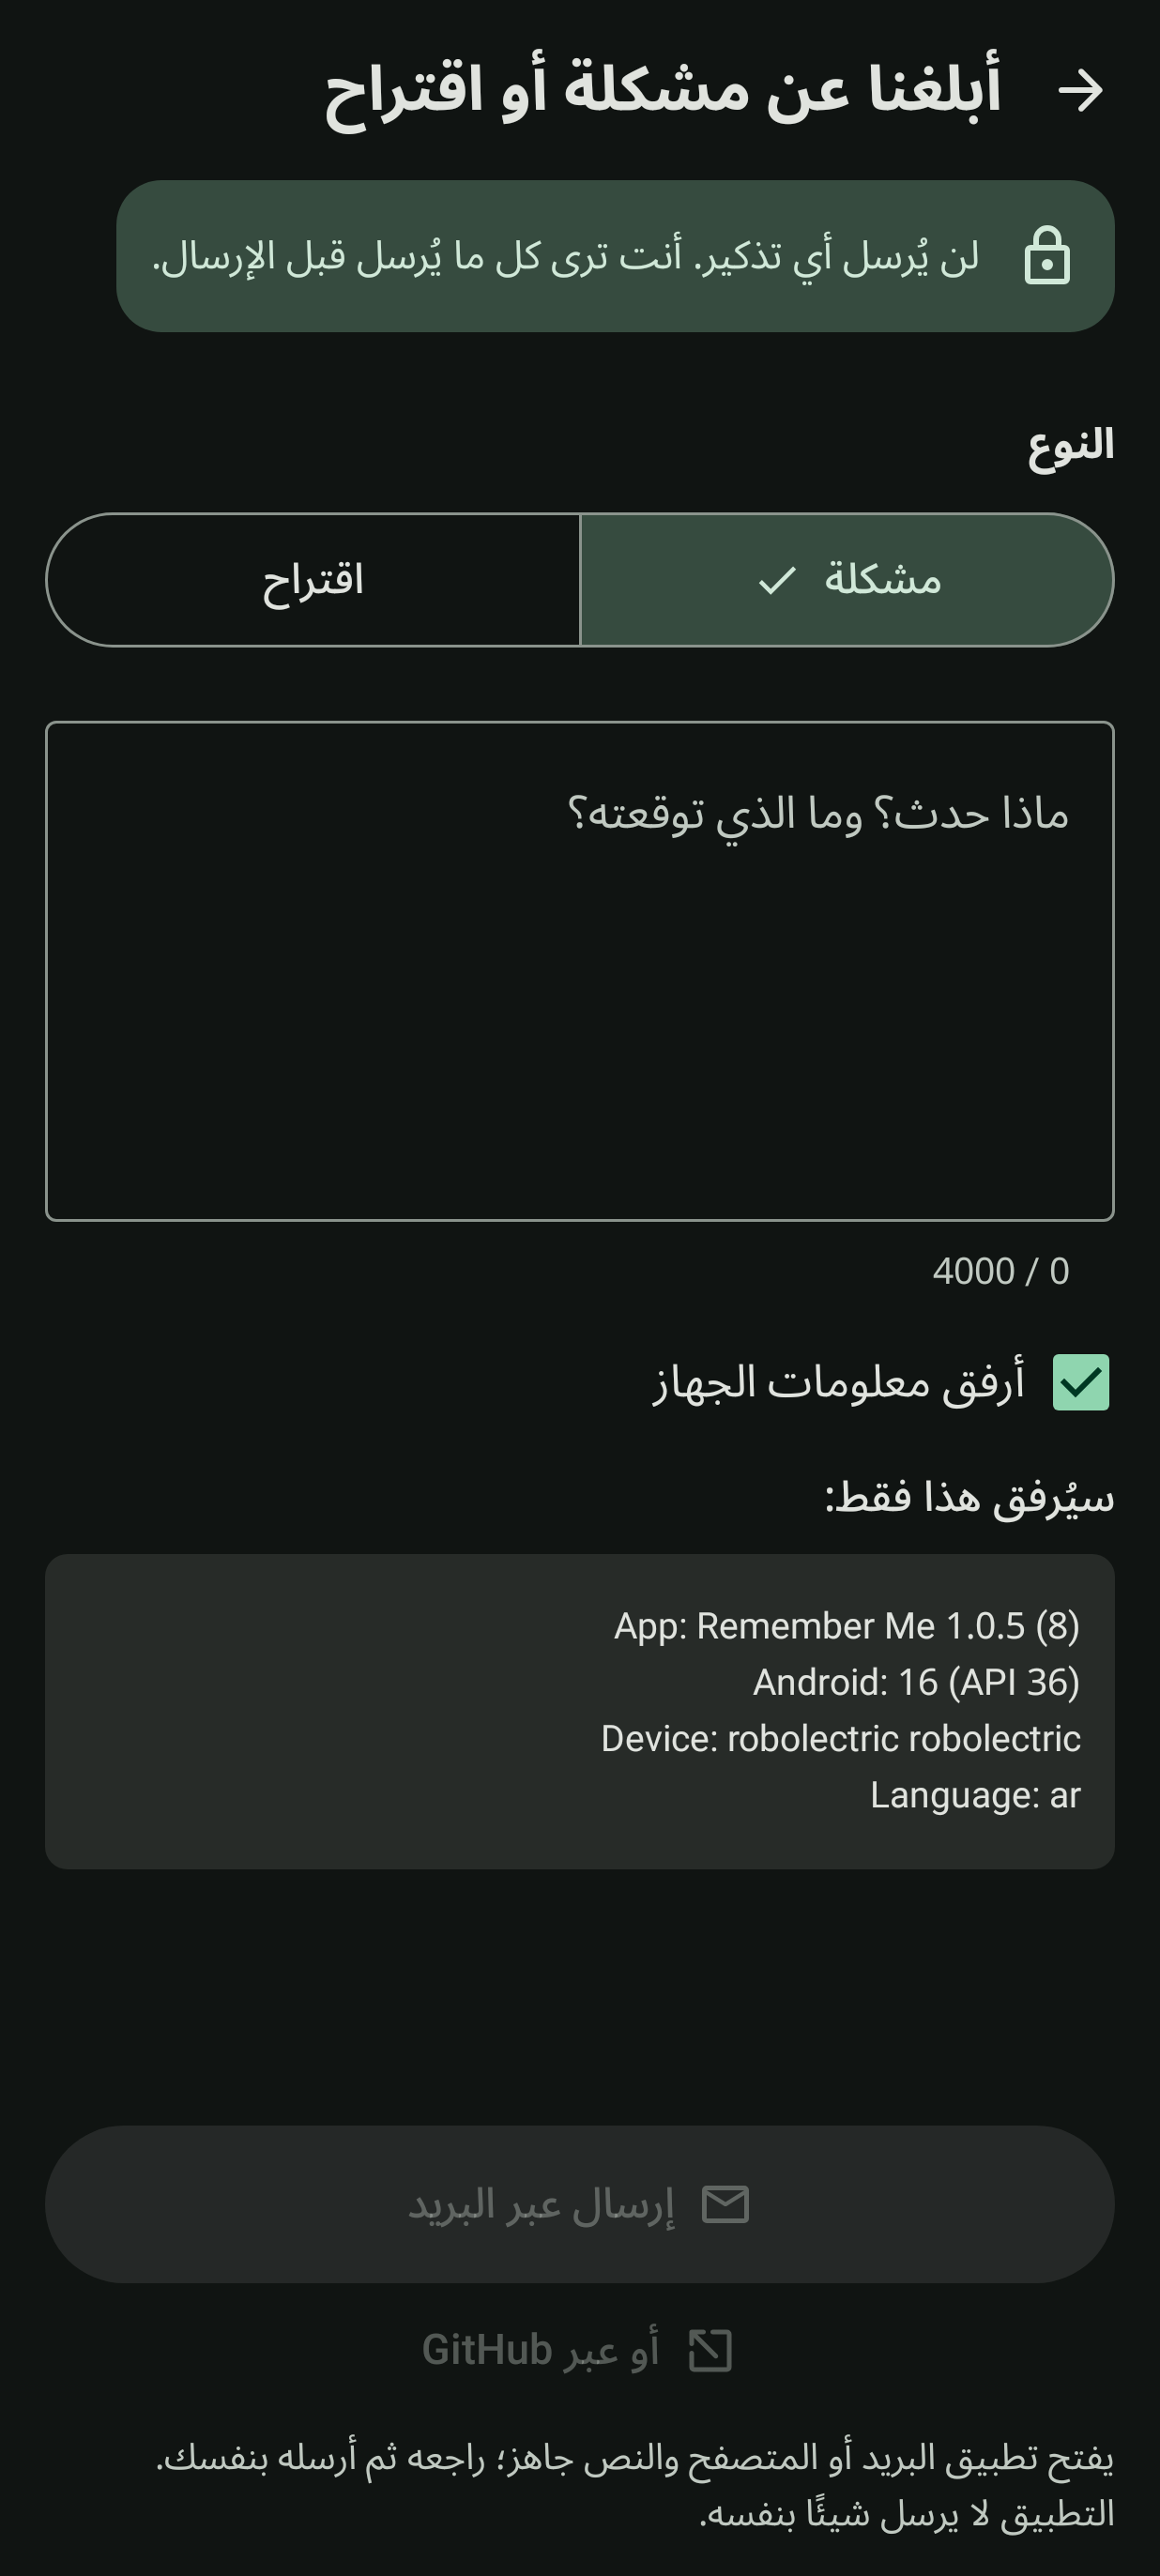 أبلغنا عن مشكلة أو اقتراح
لن يُرسل أي تذكير. أنت ترى كل ما يُرسل قبل الإرسال.
النوع
مشكلة
اقتراح
ماذا حدث؟ وما الذي توقعته؟
0 / 4000
أرفق معلومات الجهاز
سيُرفق هذا فقط:
App: Remember Me 1.0.5 (8)
Android: 16 (API 36)
Device: robolectric robolectric
Language: ar
إرسال عبر البريد
أو عبر GitHub
يفتح تطبيق البريد أو المتصفح والنص جاهز؛ راجعه ثم أرسله بنفسك.
التطبيق لا يرسل شيئًا بنفسه.